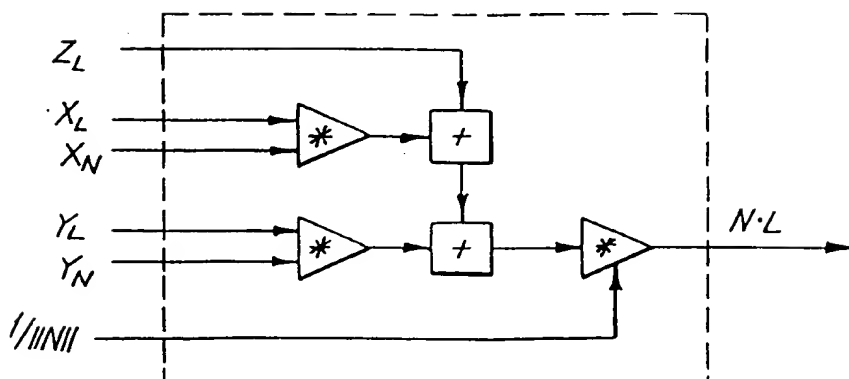 Z_L
X_L
*
+
X_N
Y_L
*
+
*
N·L
Y_N
1/||N||